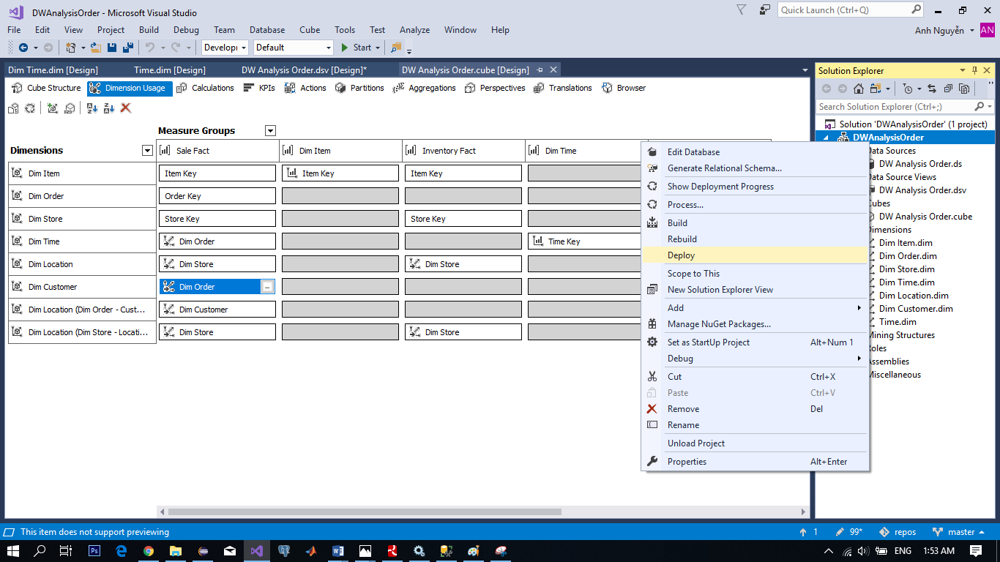 DWAnalysisOrder - Microsoft Visual Studio
Quick Launch (Ctrl+Q)
File Edit View Project Build Debug Team Database Cube Tools Test Analyze Window Help
Anh Nguyễn AN
Developi Default Start
Dim Time.dim [Design] Time.dim [Design] DW Analysis Order.dsv [Design]* DW Analysis Order.cube [Design]
Cube Structure Dimension Usage Calculations KPIs Actions Partitions Aggregations Perspectives Translations Browser
Measure Groups
Dimensions Sale Fact Dim Item Inventory Fact Dim Time
Dim Item Item Key Item Key Item Key
Dim Order Order Key
Dim Store Store Key Store Key
Dim Time Dim Order Time Key
Dim Location Dim Store Dim Store
Dim Customer Dim Order ...
Dim Location (Dim Order - Cust... Dim Customer
Dim Location (Dim Store - Locati... Dim Store Dim Store
Edit Database
Generate Relational Schema...
Show Deployment Progress
Process...
Build
Rebuild
Deploy
Scope to This
New Solution Explorer View
Add
Manage NuGet Packages...
Set as StartUp Project Alt+Num 1
Debug
Cut Ctrl+X
Paste Ctrl+V
Remove Del
Rename
Unload Project
Properties Alt+Enter
Solution Explorer
Search Solution Explorer (Ctrl+;)
Solution 'DWAnalysisOrder' (1 project)
DWAnalysisOrder
Data Sources
DW Analysis Order.ds
Data Source Views
DW Analysis Order.dsv
Cubes
DW Analysis Order.cube
Dimensions
Dim Item.dim
Dim Order.dim
Dim Store.dim
Dim Time.dim
Dim Location.dim
Dim Customer.dim
Time.dim
Mining Structures
Roles
Assemblies
Miscellaneous
This item does not support previewing
1 99* repos master
ENG 1:53 AM